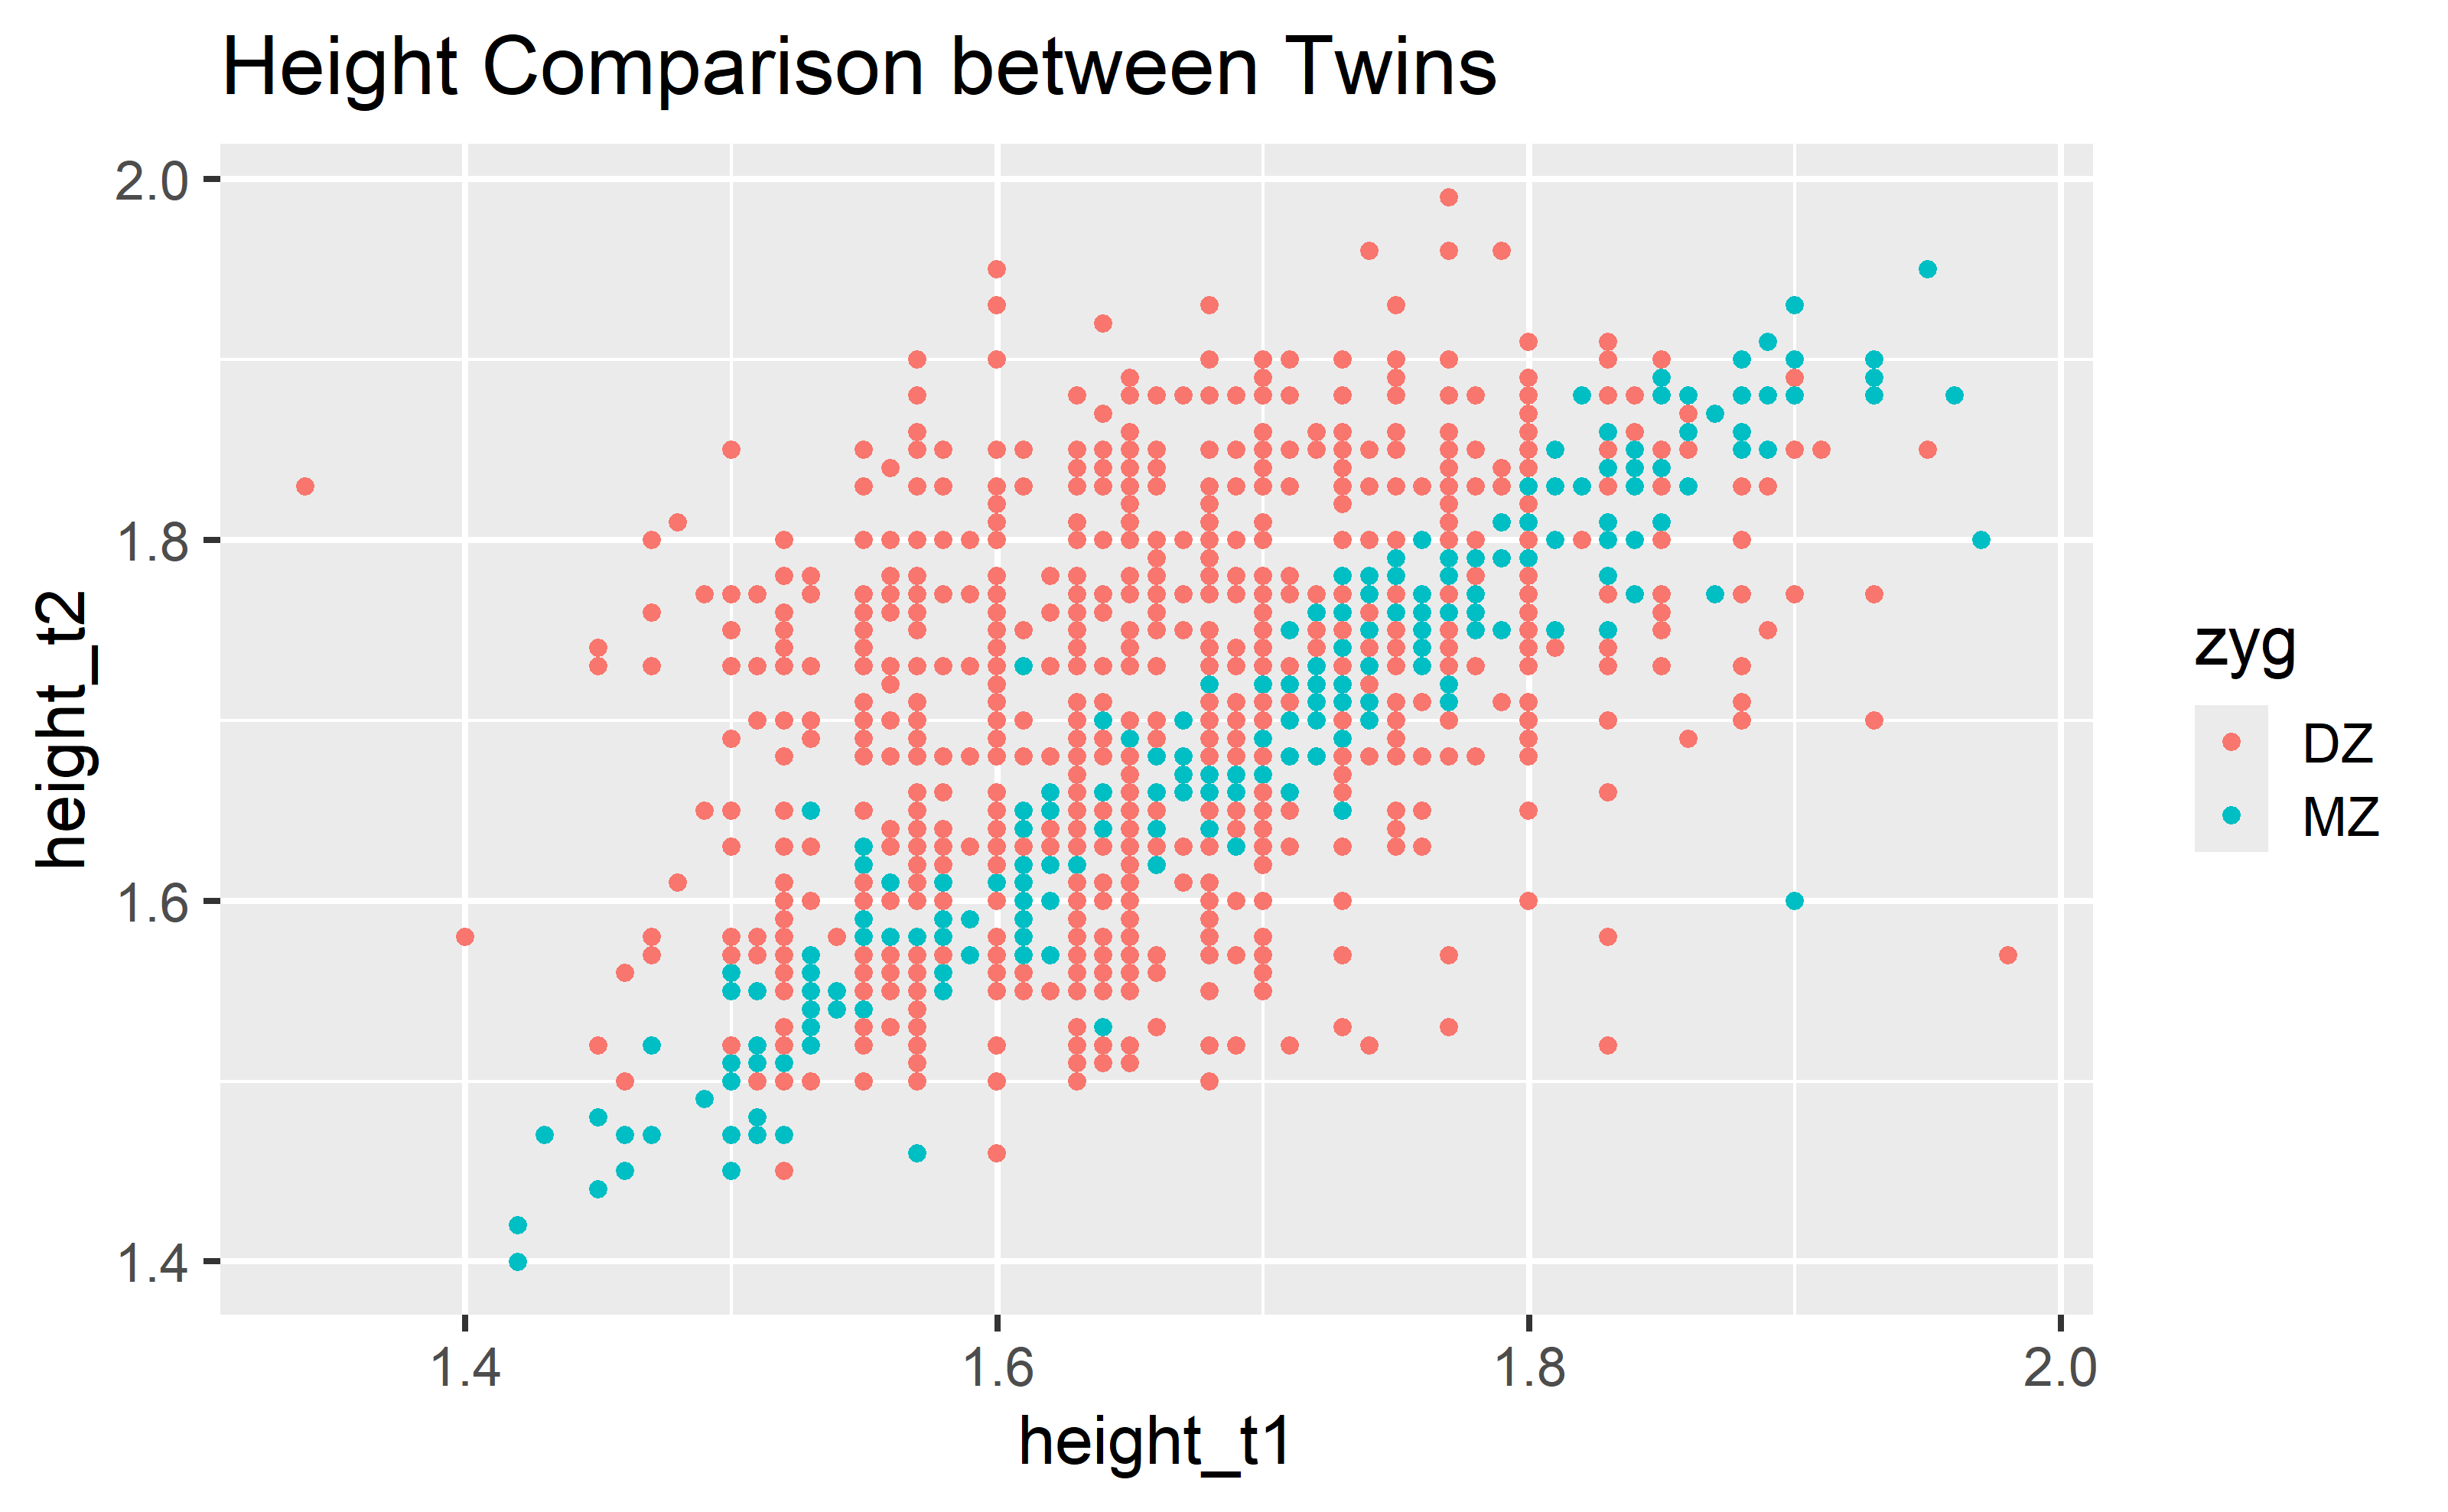 Height Comparison between Twins
2.0
1.8
1.6
1.4
height_t2
1.4 1.6 1.8 2.0
height_t1
zyg
DZ
MZ